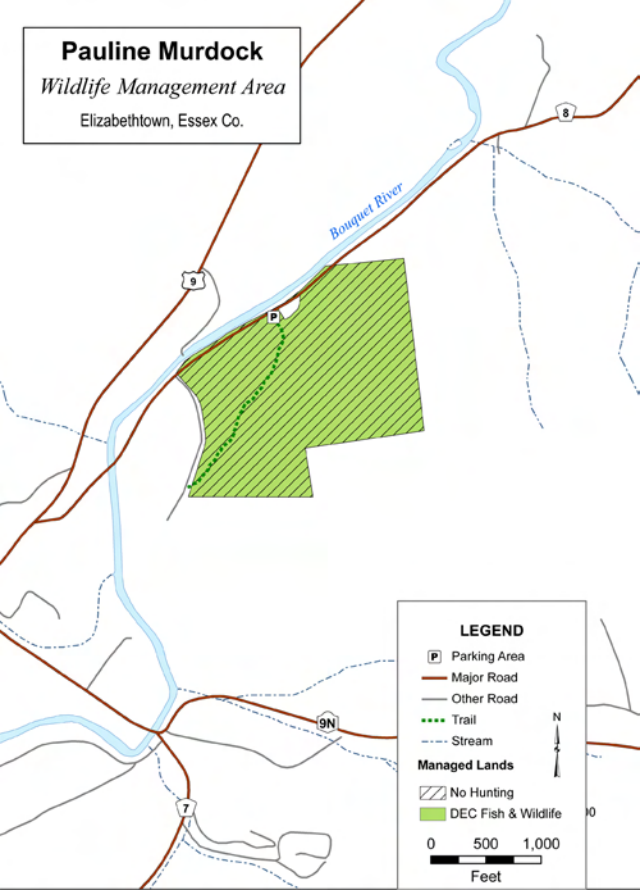 Pauline Murdock
Wildlife Management Area
Elizabethtown, Essex Co.
8
Bouquet River
9
P
LEGEND
P Parking Area
Major Road
Other Road
Trail
Stream
N
Managed Lands
No Hunting
DEC Fish & Wildlife
0 500 1,000
Feet
9N
7